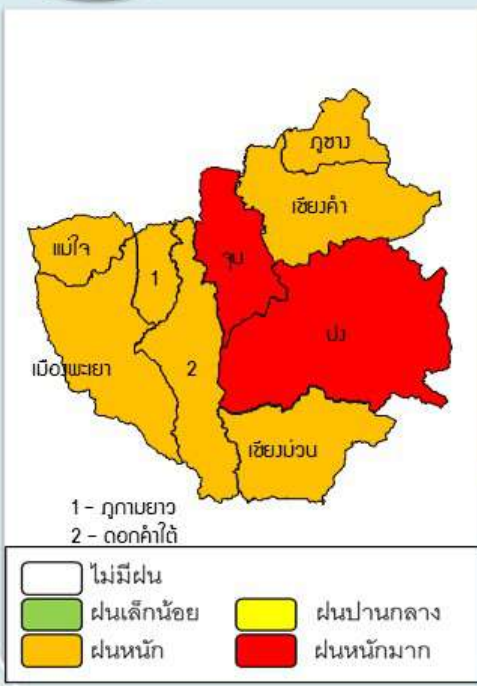 ภูซาง
เชียงคำ
แม่ใจ
จุน
1
ปง
เมืองพะเยา
2
เชียงม่วน
1 - ภูกามยาว
2 - ดอกคำใต้
ไม่มีฝน
ฝนเล็กน้อย
ฝนปานกลาง
ฝนหนัก
ฝนหนักมาก